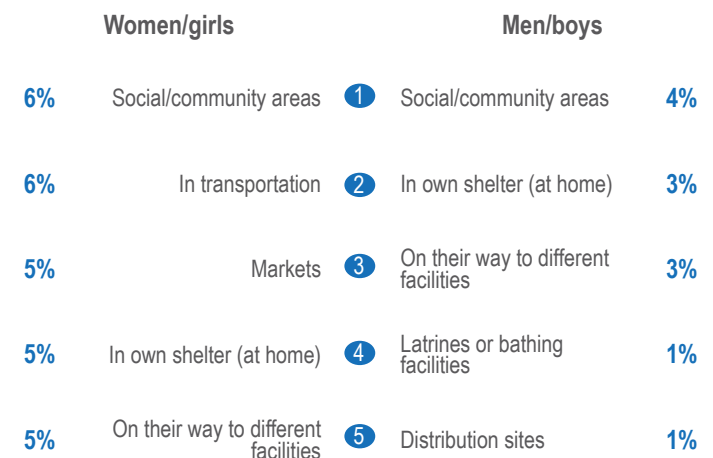 Women/girls Men/boys
6% Social/community areas 1 Social/community areas 4%
6% In transportation 2 In own shelter (at home) 3%
5% Markets 3 On their way to different
facilities 3%
5% In own shelter (at home) 4 Latrines or bathing
facilities 1%
5% On their way to different
facilities 5 Distribution sites 1%